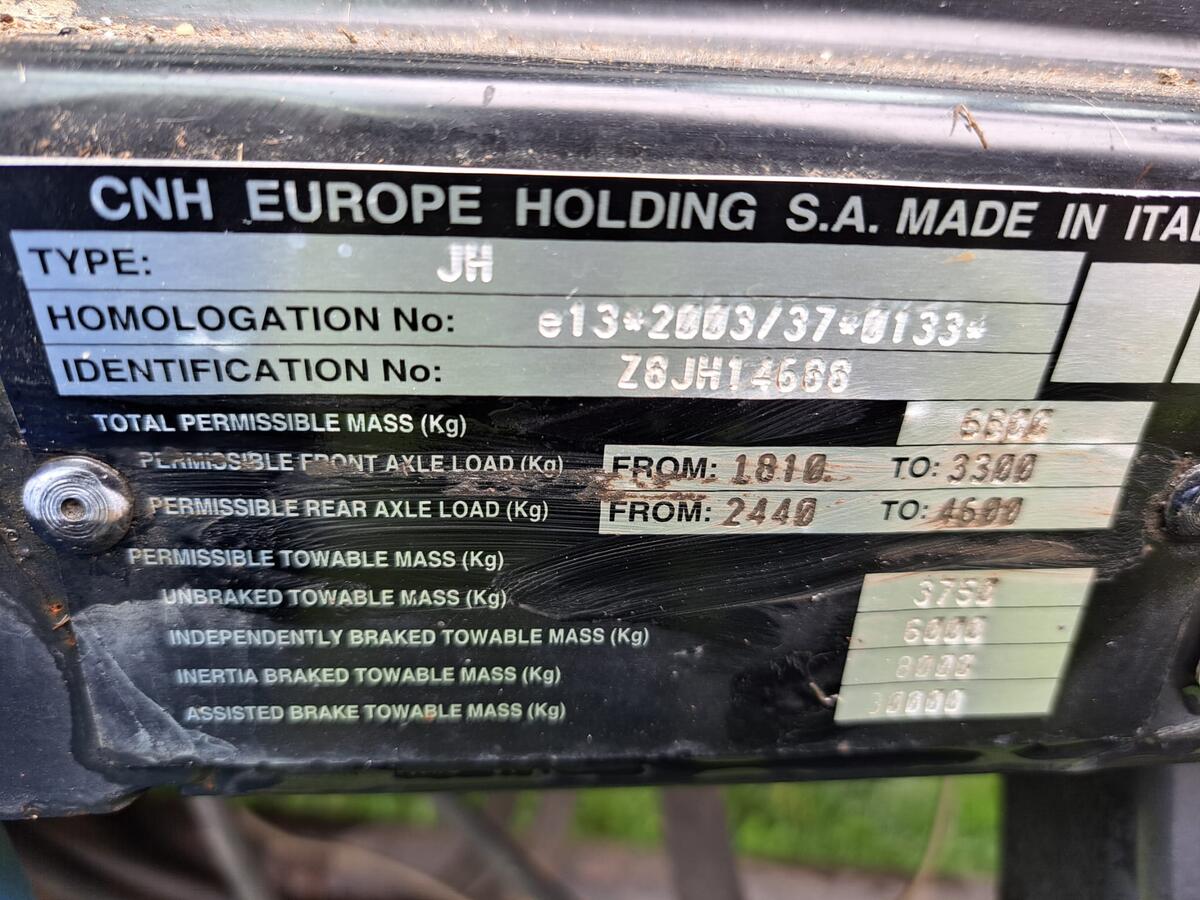 CNH EUROPE HOLDING S.A. MADE IN
TYPE: JH
HOMOLOGATION No: e13*2003/37*0133*
IDENTIFICATION No:
TOTAL PERMISSIBLE MASS (Kg) 6800
PERMISSIBLE FRONT AXLE LOAD (Kg) FROM: 1810 TO: 3300
PERMISSIBLE REAR AXLE LOAD (Kg) FROM: 2440 TO: 4600
PERMISSIBLE TOWABLE MASS (Kg)
UNBRAKED TOWABLE MASS (Kg) 3750
INDEPENDENTLY BRAKED TOWABLE MASS (Kg) 6000
INERTIA BRAKED TOWABLE MASS (Kg) 8000
ASSISTED BRAKE TOWABLE MASS (Kg) 30000